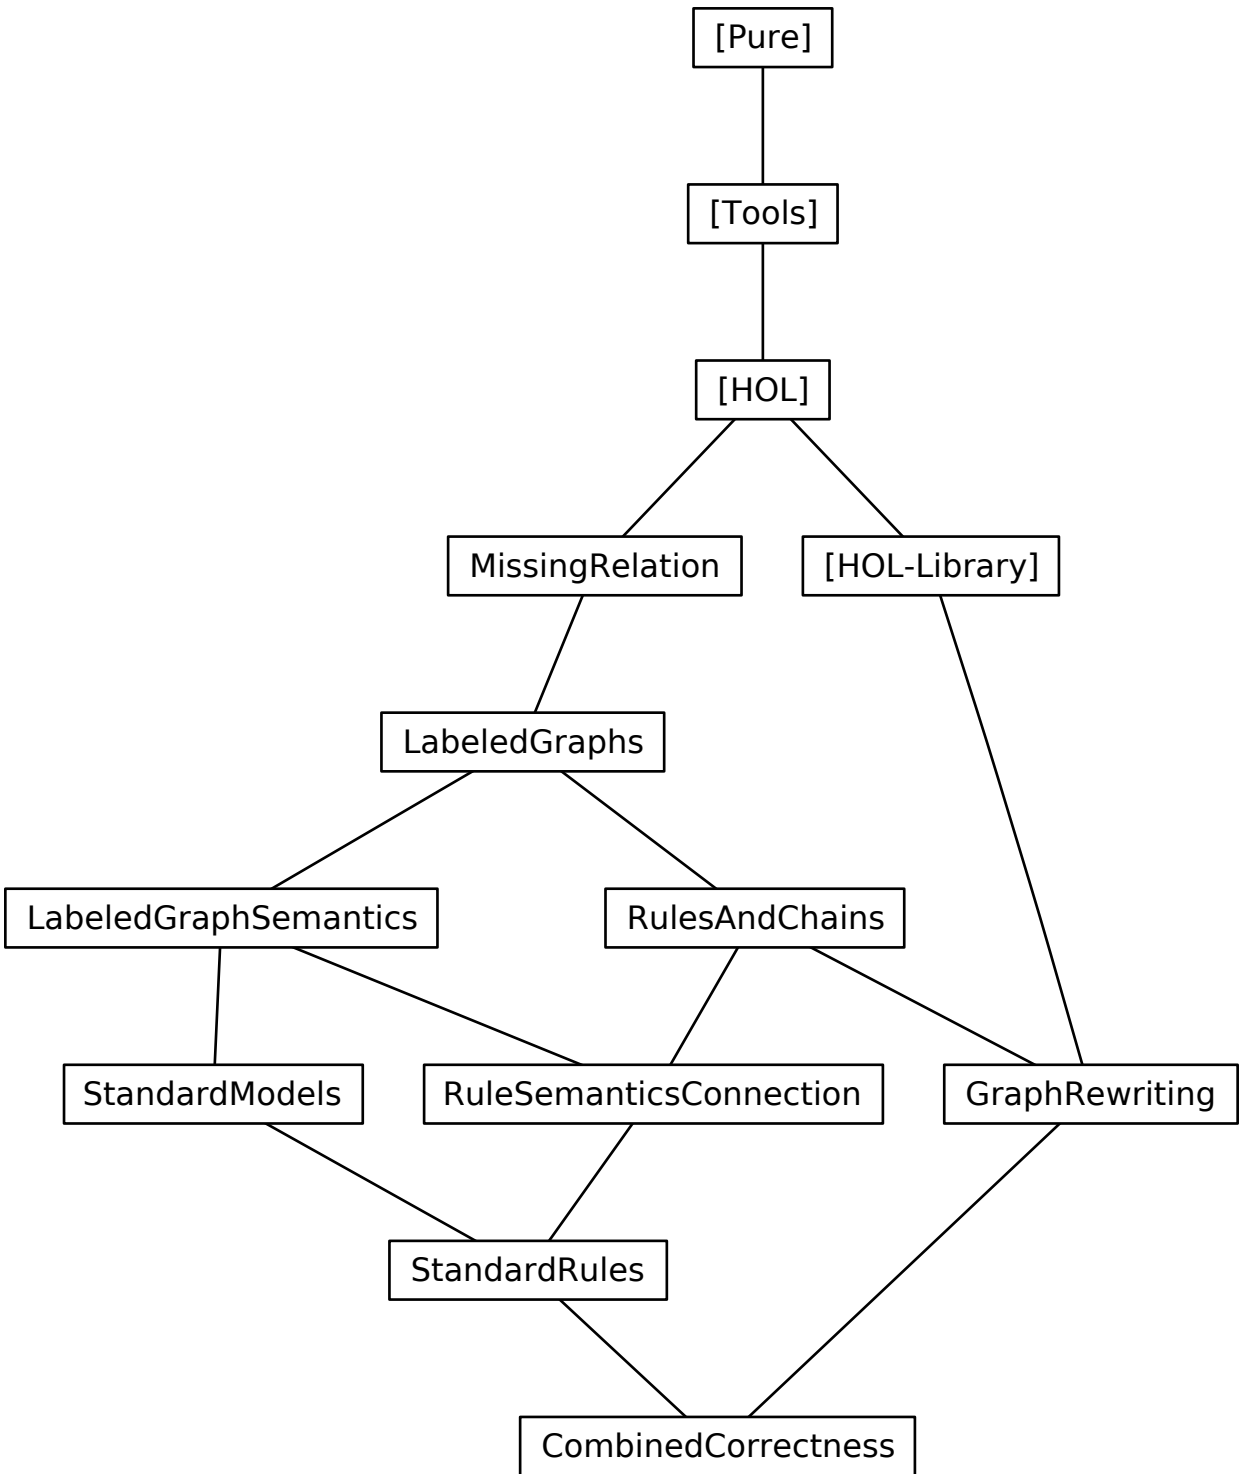 [Pure]
[Tools]
[HOL]
MissingRelation
[HOL-Library]
LabeledGraphs
LabeledGraphSemantics
RulesAndChains
StandardModels
RuleSemanticsConnection
GraphRewriting
StandardRules
CombinedCorrectness